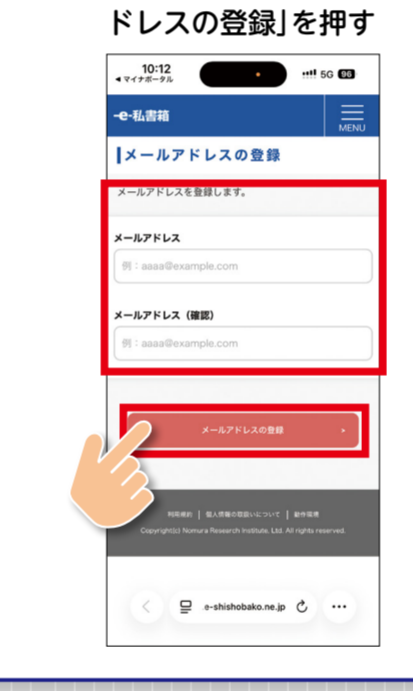 ドレスの登録」を押す
10:12
5G 96
◀マイナポータル
-e-私書箱
MENU
メールアドレスの登録
メールアドレスを登録します。
メールアドレス
例：aaaa@example.com
メールアドレス（確認）
例：aaaa@example.com
メールアドレスの登録
利用規約 | 個人情報の取扱いについて | 動作環境
Copyright(c) Nomura Research Institute, Ltd. All rights reserved.
e-shishobako.ne.jp